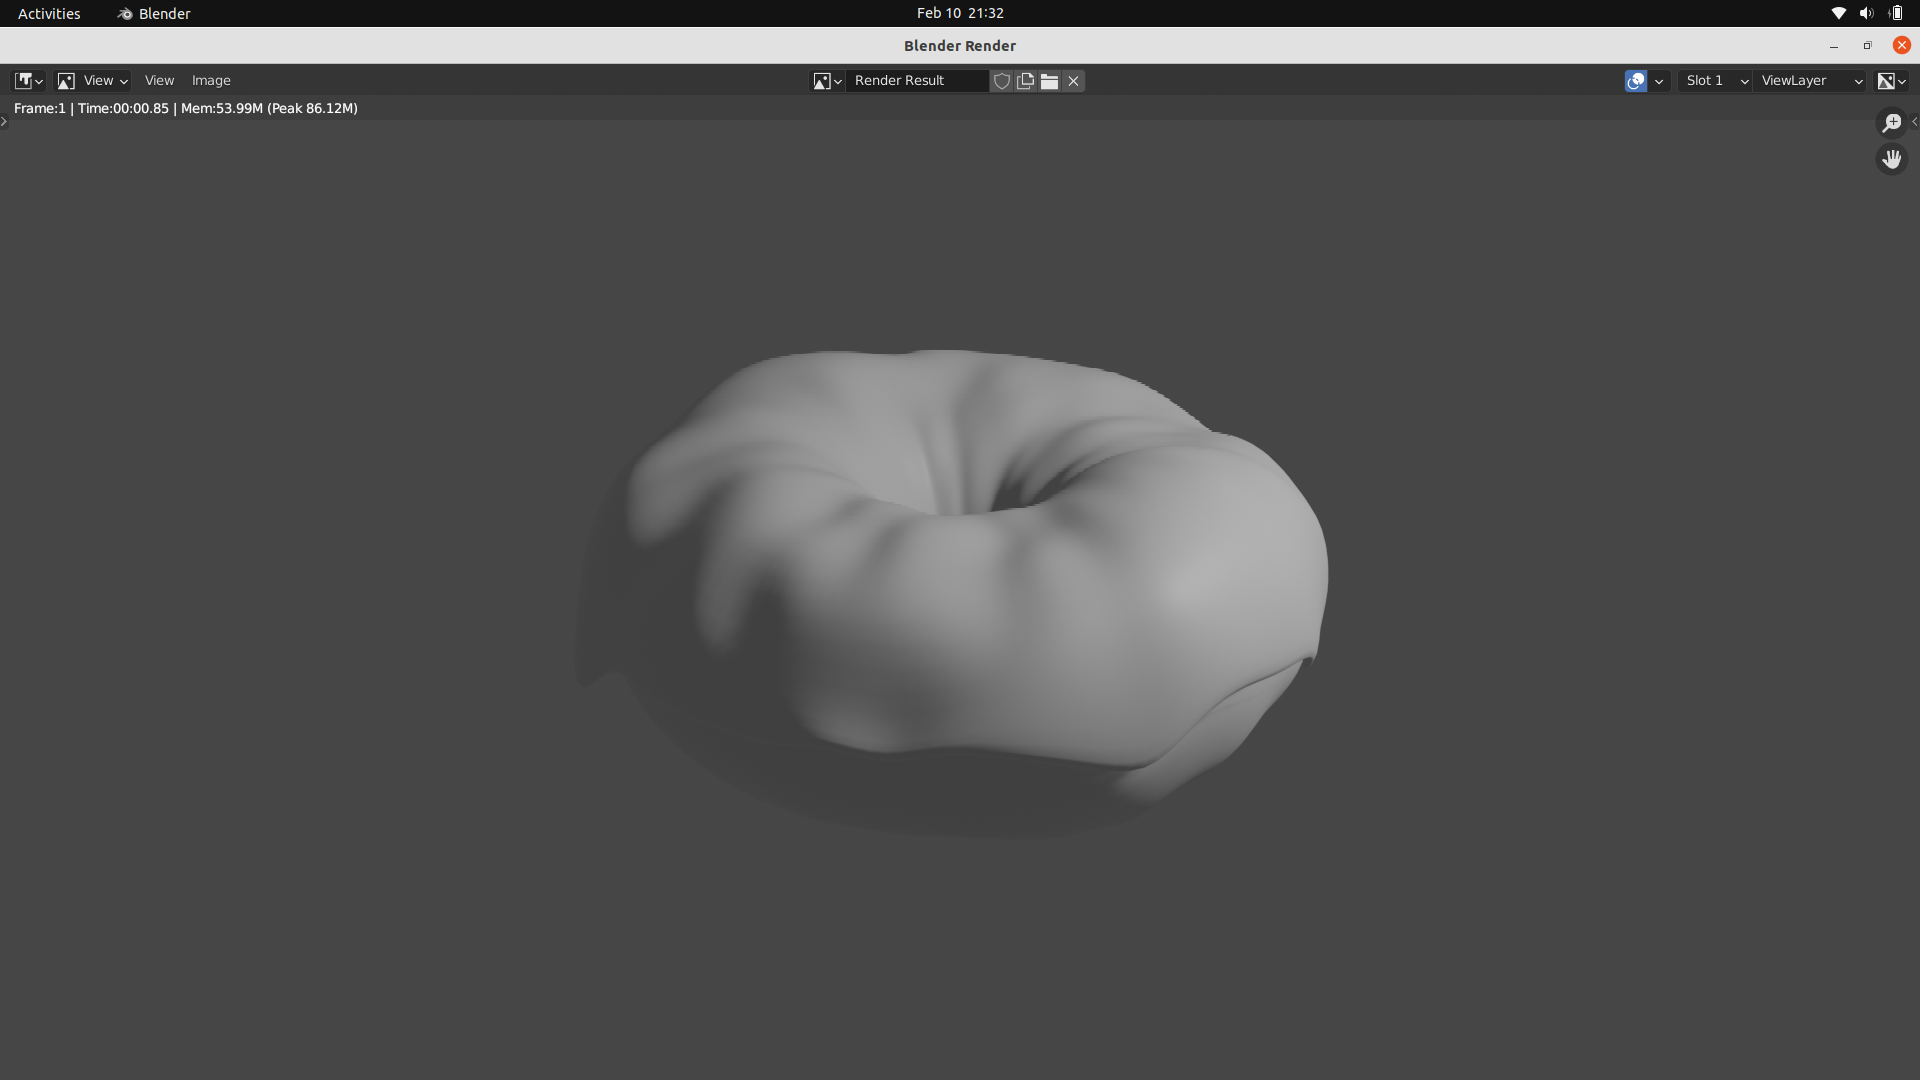 Activities Blender Feb 10 21:32
Blender Render
View View Image Render Result Slot 1 ViewLayer
Frame:1 | Time:00:00.85 | Mem:53.99M (Peak 86.12M)